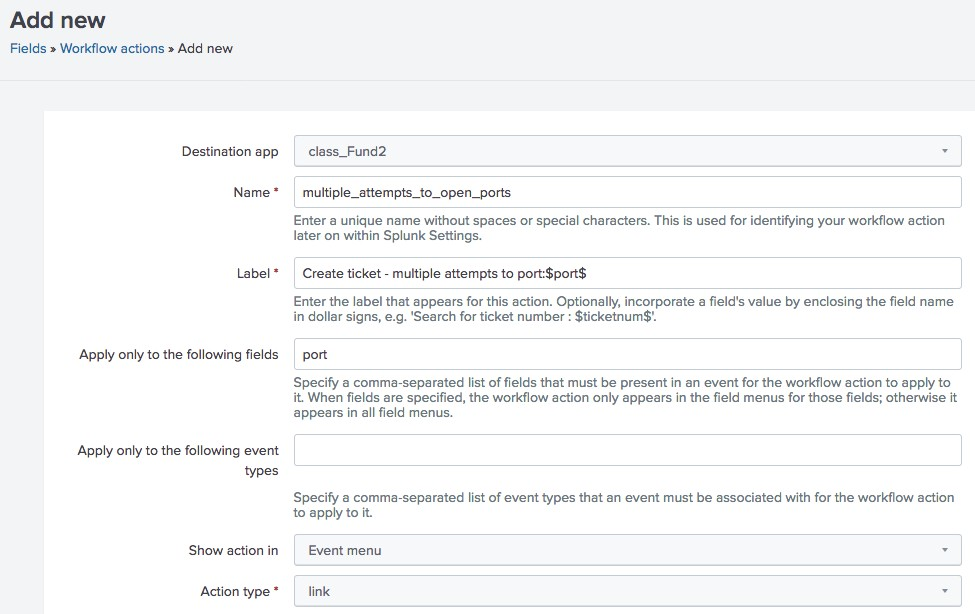 Add new
Fields » Workflow actions » Add new
Destination app
class_Fund2
Name *
multiple_attempts_to_open_ports
Enter a unique name without spaces or special characters. This is used for identifying your workflow action
later on within Splunk Settings.
Label *
Create ticket - multiple attempts to port:$port$
Enter the label that appears for this action. Optionally, incorporate a field's value by enclosing the field name
in dollar signs, e.g. 'Search for ticket number : $ticketnum$'.
Apply only to the following fields
port
Specify a comma-separated list of fields that must be present in an event for the workflow action to apply to
it. When fields are specified, the workflow action only appears in the field menus for those fields; otherwise it
appears in all field menus.
Apply only to the following event
types
Specify a comma-separated list of event types that an event must be associated with for the workflow action
to apply to it.
Show action in
Event menu
Action type *
link